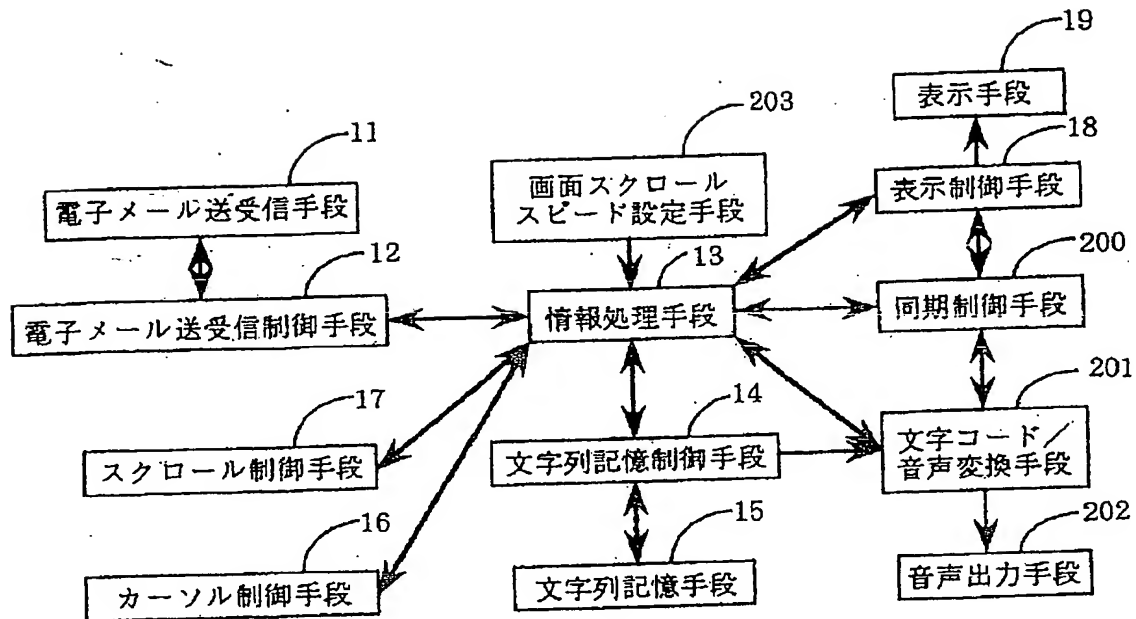 19
表示手段
203
11
18
画面スクロール
スピード設定手段
電子メール送受信手段
表示制御手段
12
13
200
電子メール送受信制御手段
情報処理手段
同期制御手段
17
14
201
スクロール制御手段
文字列記憶制御手段
文字コード/
音声変換手段
16
15
202
カーソル制御手段
文字列記憶手段
音声出力手段